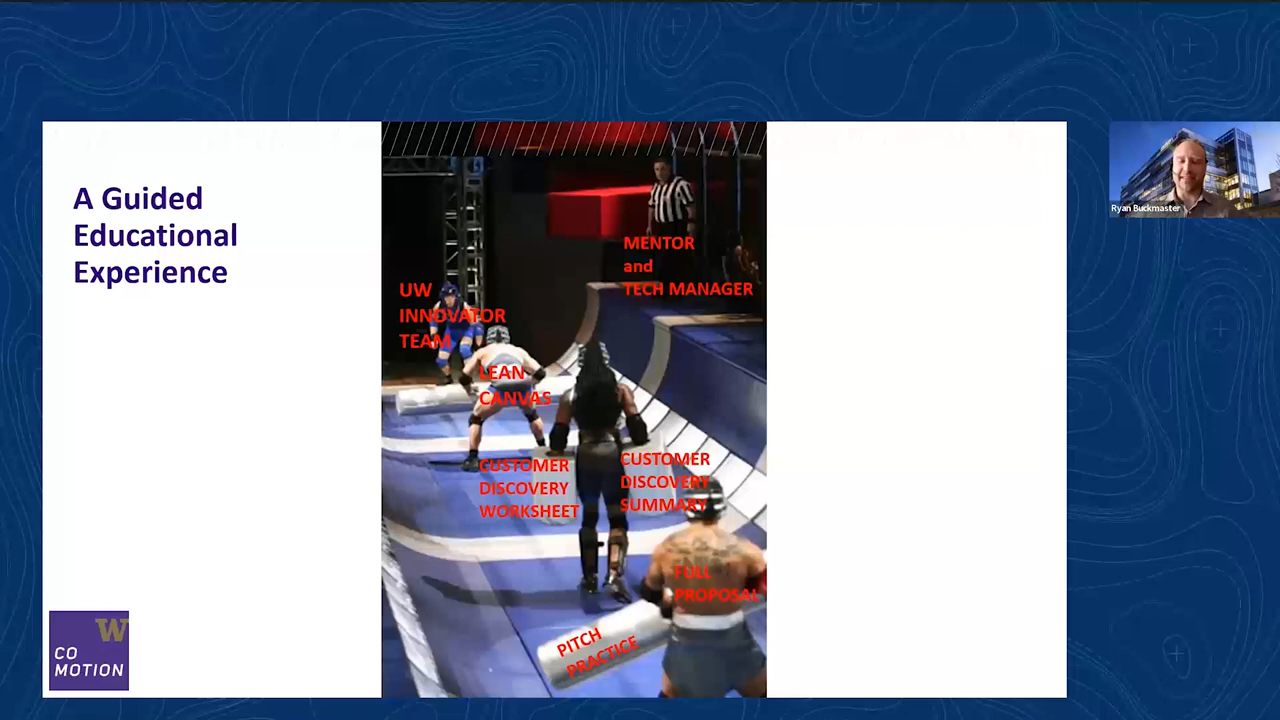 A Guided
Educational
Experience
MENTOR
and
TECH MANAGER
UW
INNOVATOR
TEAM
LEAN
CANVAS
CUSTOMER
DISCOVERY
WORKSHEET
CUSTOMER
DISCOVERY
SUMMARY
FULL
PROPOSAL
PITCH
PRACTICE
W
CO
MOTION
Ryan Buckmaster